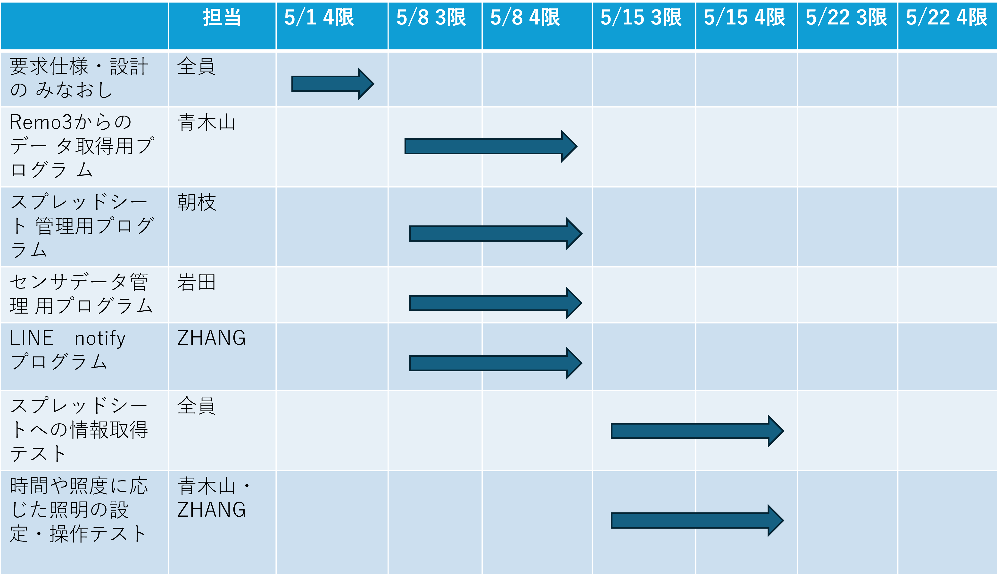 担当 5/1 4限 5/8 3限 5/8 4限 5/15 3限 5/15 4限 5/22 3限 5/22 4限
要求仕様・設計
の みなおし
全員
Remo3からの
デー タ取得用プ
ログラ ム
青木山
スプレッドシー
ト 管理用プログ
ラム
朝枝
センサデータ管
理 用プログラム
岩田
LINE　notify
プログラム
ZHANG
スプレッドシー
トへの情報取得
テスト
全員
時間や照度に応
じた照明の設
定・操作テスト
青木山・
ZHANG